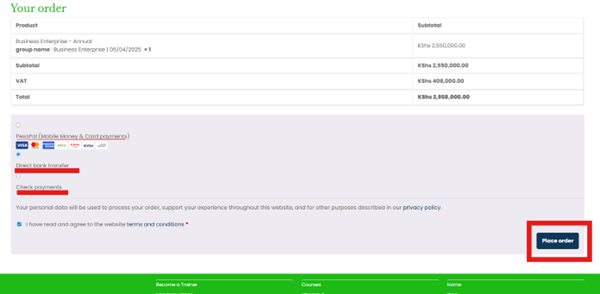 Your order
Product Subtotal
Business Enterprise - Annual
group name : Business Enterprise | 05/04/2025 × 1 KShs 2,550,000.00
Subtotal KShs 2,550,000.00
VAT KShs 408,000.00
Total KShs 2,958,000.00
PesaPal (Mobile Money & Card payments)
VISA
Direct bank transfer
Check payments
Your personal data will be used to process your order, support your experience throughout this website, and for other purposes described in our privacy policy.
I have read and agree to the website terms and conditions *
Place order
Become a Trainer Courses Home